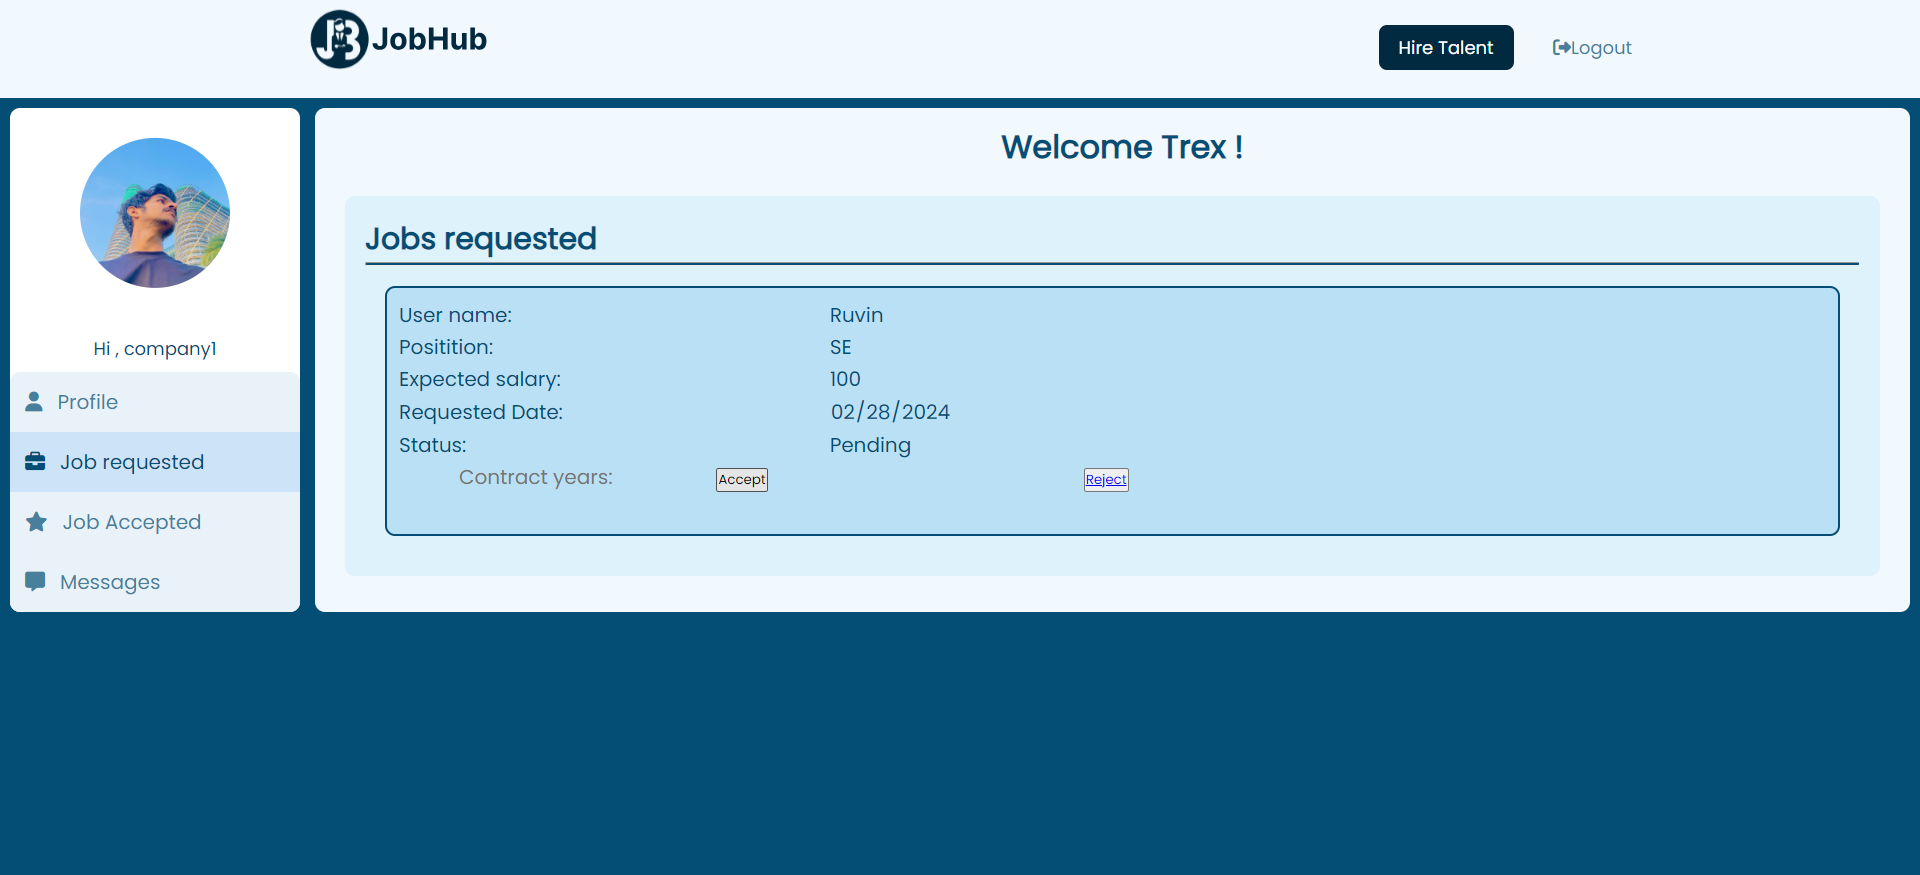 JobHub
Hire Talent
Logout
Hi , company1
Profile
Job requested
Job Accepted
Messages
Welcome Trex !
Jobs requested
User name: Ruvin
Positition: SE
Expected salary: 100
Requested Date: 02/28/2024
Status: Pending
Contract years: Accept Reject